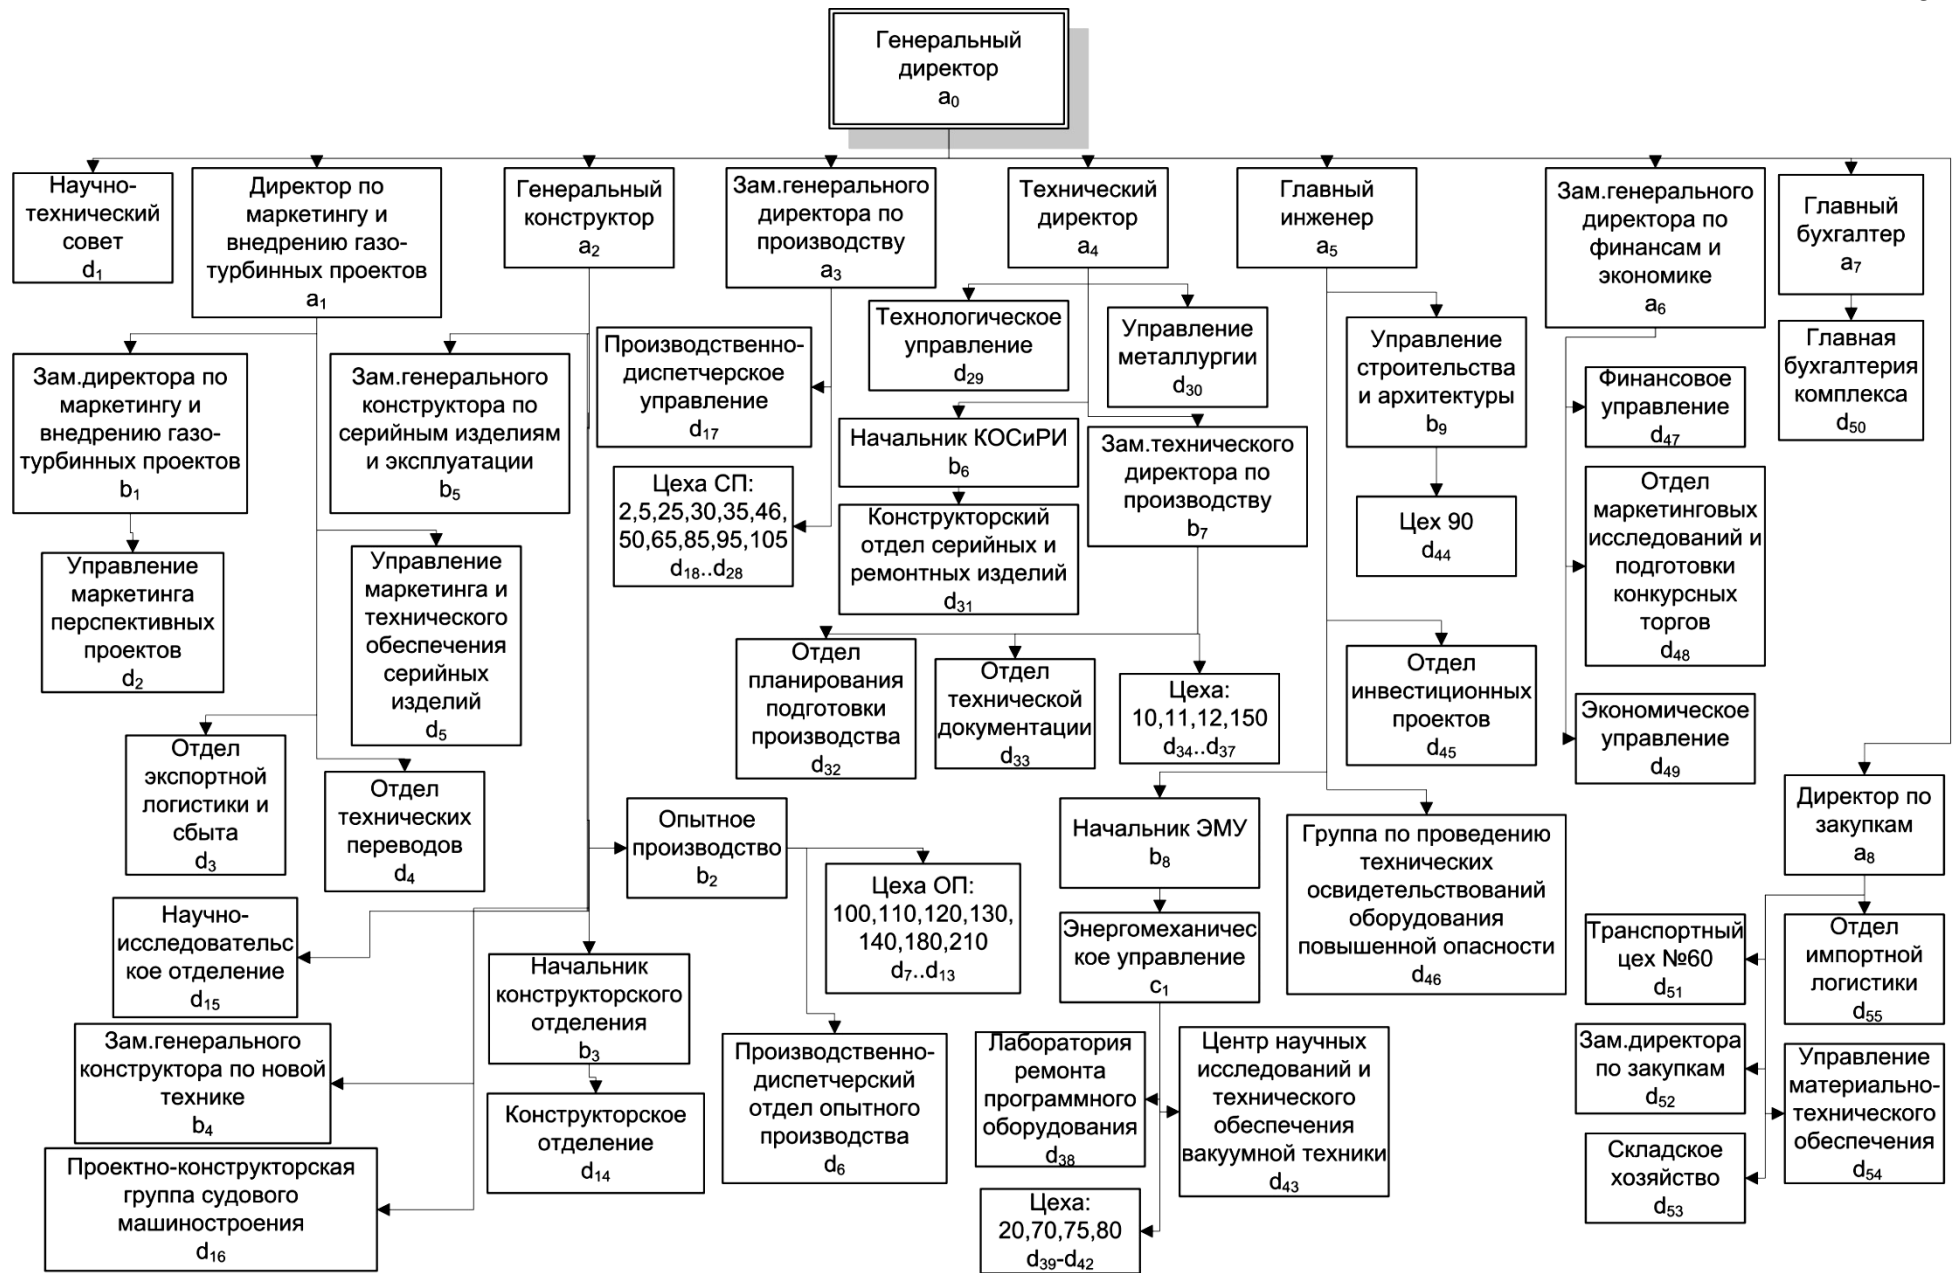 Генеральный
директор
a0
Научно-
технический
совет
d1
Директор по
маркетингу и
внедрению газо-
турбинных проектов
a1
Генеральный
конструктор
a2
Зам.генерального
директора по
производству
a3
Технический
директор
a4
Главный
инженер
a5
Зам.генерального
директора по
финансам и
экономике
a6
Главный
бухгалтер
a7
Зам.директора по
маркетингу и
внедрению газо-
турбинных проектов
b1
Зам.генерального
конструктора по
серийным изделиям
и эксплуатации
b5
Производственно-
диспетчерское
управление
d17
Технологическое
управление
d29
Управление
металлургии
d30
Управление
строительства
и архитектуры
b9
Финансовое
управление
d47
Главная
бухгалтерия
комплекса
d50
Начальник КОСиРИ
b6
Зам.технического
директора по
производству
b7
Цеха СП:
2,5,25,30,35,46,
50,65,85,95,105
d18..d28
Конструкторский
отдел серийных и
ремонтных изделий
d31
Цех 90
d44
Отдел
маркетинговых
исследований и
подготовки
конкурсных
торгов
d48
Управление
маркетинга
перспективных
проектов
d2
Управление
маркетинга и
технического
обеспечения
серийных
изделий
d5
Отдел
планирования
подготовки
производства
d32
Отдел
технической
документации
d33
Цеха:
10,11,12,150
d34..d37
Отдел
инвестиционных
проектов
d45
Экономическое
управление
d49
Отдел
экспортной
логистики и
сбыта
d3
Отдел
технических
переводов
d4
Опытное
производство
b2
Начальник ЭМУ
b8
Группа по проведению
технических
освидетельствований
оборудования
повышенной опасности
d46
Директор по
закупкам
a8
Цеха ОП:
100,110,120,130,
140,180,210
d7..d13
Научно-
исследовательс
кое отделение
d15
Начальник
конструкторского
отделения
b3
Энергомеханичес
кое управление
c1
Транспортный
цех №60
d51
Отдел
импортной
логистики
d55
Зам.генерального
конструктора по новой
технике
b4
Производственно-
диспетчерский
отдел опытного
производства
d6
Лаборатория
ремонта
программного
оборудования
d38
Центр научных
исследований и
технического
обеспечения
вакуумной техники
d43
Зам.директора
по закупкам
d52
Управление
материально-
технического
обеспечения
d54
Конструкторское
отделение
d14
Проектно-конструкторская
группа судового
машиностроения
d16
Цеха:
20,70,75,80
d39-d42
Складское
хозяйство
d53